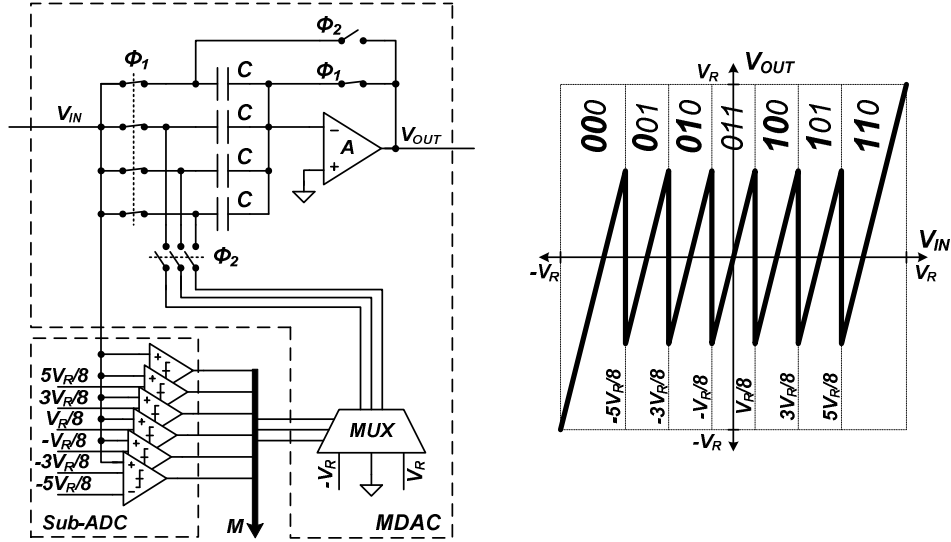 Φ2
Φ1
C
Φ1
VIN
C
C
C
A
VOUT
Φ2
5VR/8
3VR/8
VR/8
-VR/8
-3VR/8
-5VR/8
Sub-ADC
M
MUX
-VR
VR
MDAC
VR
VOUT
000
001
010
011
100
101
110
VIN
-VR
VR
-5VR/8
-3VR/8
-VR/8
VR/8
3VR/8
5VR/8
-VR